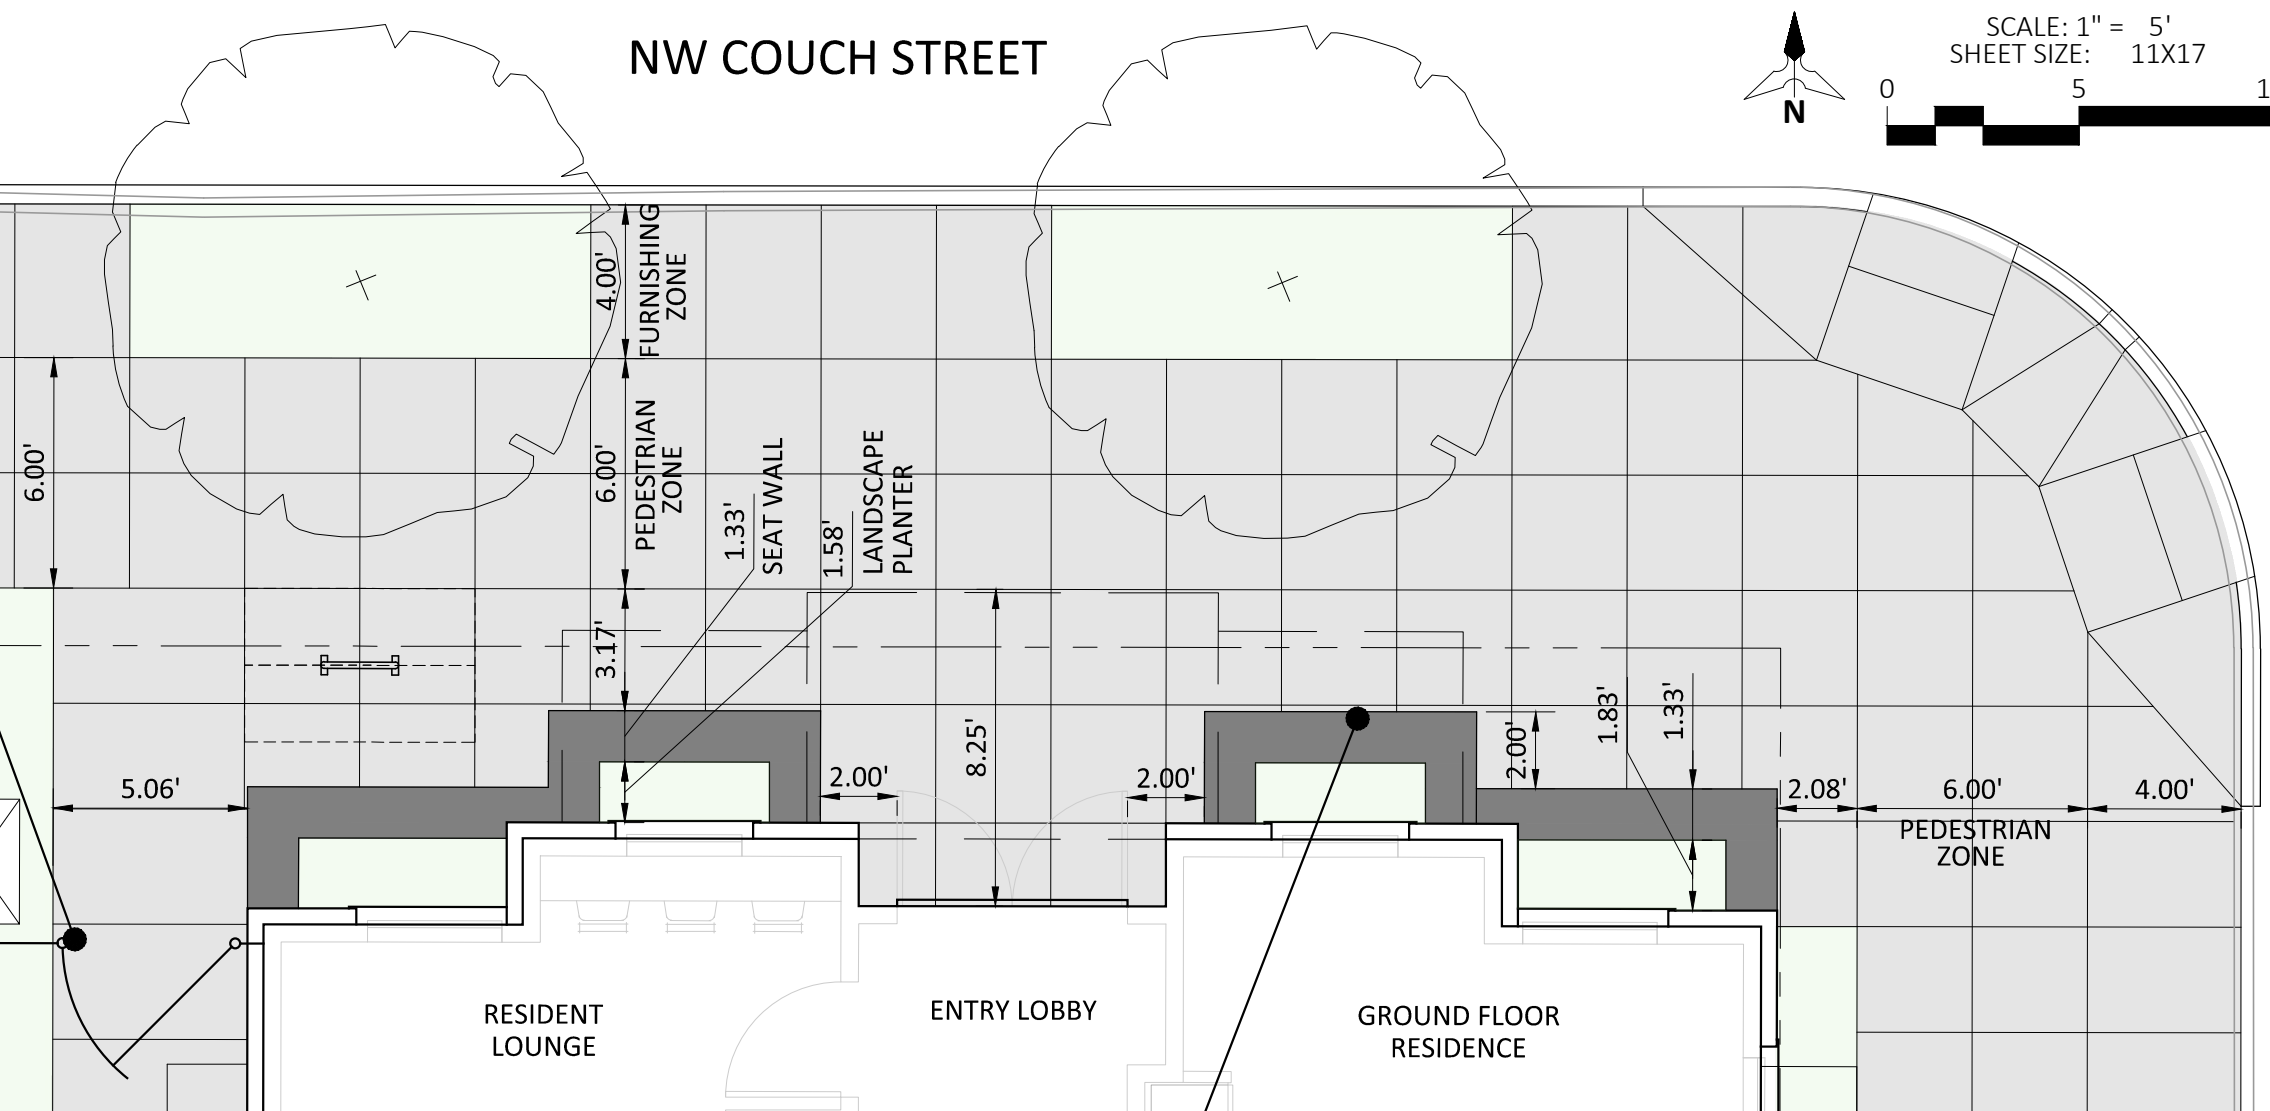 NW COUCH STREET
SCALE: 1" = 5'
SHEET SIZE: 11X17
0 5 1
N
4.00'
FURNISHING
ZONE
6.00'
6.00'
PEDESTRIAN
ZONE
1.33'
SEAT WALL
1.58'
LANDSCAPE
PLANTER
3.17'
8.25'
5.06'
2.00'
2.00'
2.00'
1.83'
1.33'
2.08'
6.00'
4.00'
PEDESTRIAN
ZONE
RESIDENT
LOUNGE
ENTRY LOBBY
GROUND FLOOR
RESIDENCE